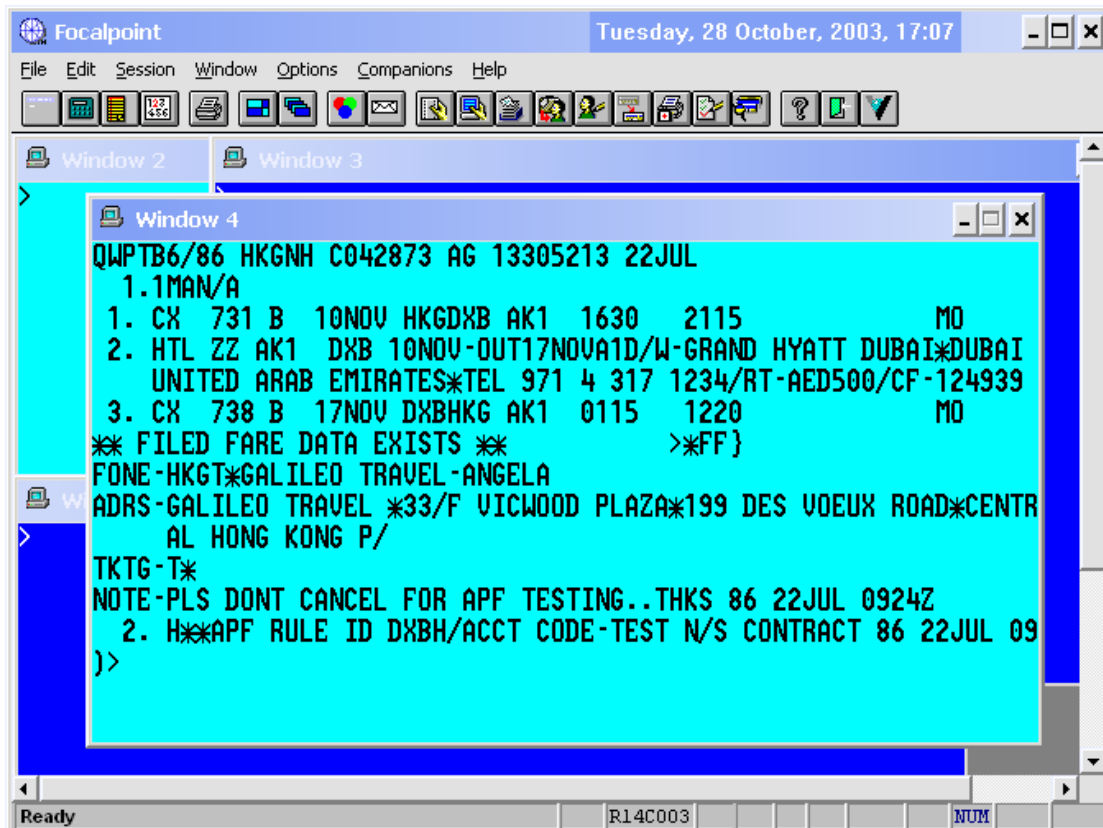 Focalpoint
Tuesday, 28 October, 2003, 17:07
File Edit Session Window Options Companions Help
Window 2
Window 3
>
Window 4
QWPTB6/86 HKGNH C042873 AG 13305213 22JUL
1.1MAN/A
1. CX 731 B 10NOV HKGDXB AK1 1630 2115 MO
2. HTL ZZ AK1 DXB 10NOV-OUT17NOVA1D/W-GRAND HYATT DUBAI*DUBAI
UNITED ARAB EMIRATES*TEL 971 4 317 1234/RT-AED500/CF-124939
3. CX 738 B 17NOV DXBHKG AK1 0115 1220 MO
** FILED FARE DATA EXISTS ** >*FF}
FONE-HKGT*GALILEO TRAVEL-ANGELA
ADRS-GALILEO TRAVEL *33/F VICWOOD PLAZA*199 DES VOEUX ROAD*CENTR
AL HONG KONG P/
TKTG-T*
NOTE-PLS DONT CANCEL FOR APF TESTING..THKS 86 22JUL 0924Z
2. H**APF RULE ID DXBH/ACCT CODE-TEST N/S CONTRACT 86 22JUL 09
)>
>
Ready R14C003 NUM